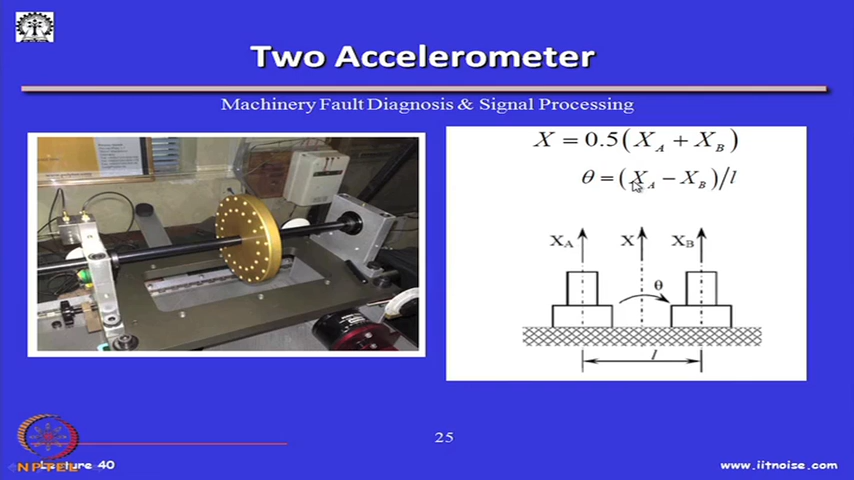 Two Accelerometer
Machinery Fault Diagnosis & Signal Processing
X = 0.5(X_A + X_B)
θ = (X_A − X_B)/l
X_A X X_B
θ
l
25
NPTEL
Lecture 40
www.iitnoise.com